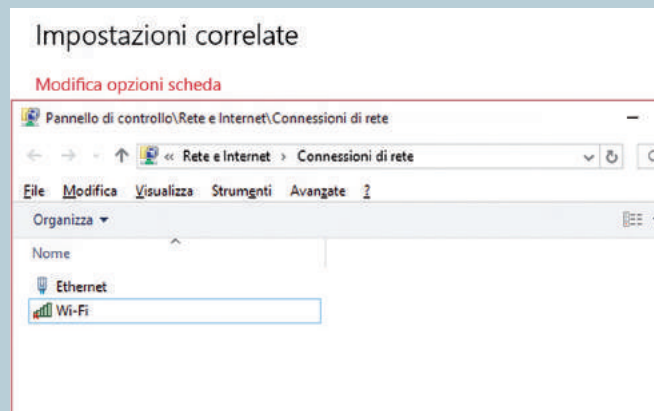 Impostazioni correlate
Modifica opzioni scheda
Pannello di controllo\Rete e Internet\Connessioni di rete
« Rete e Internet › Connessioni di rete
File Modifica Visualizza Strumenti Avanzate ?
Organizza
Nome
Ethernet
Wi-Fi